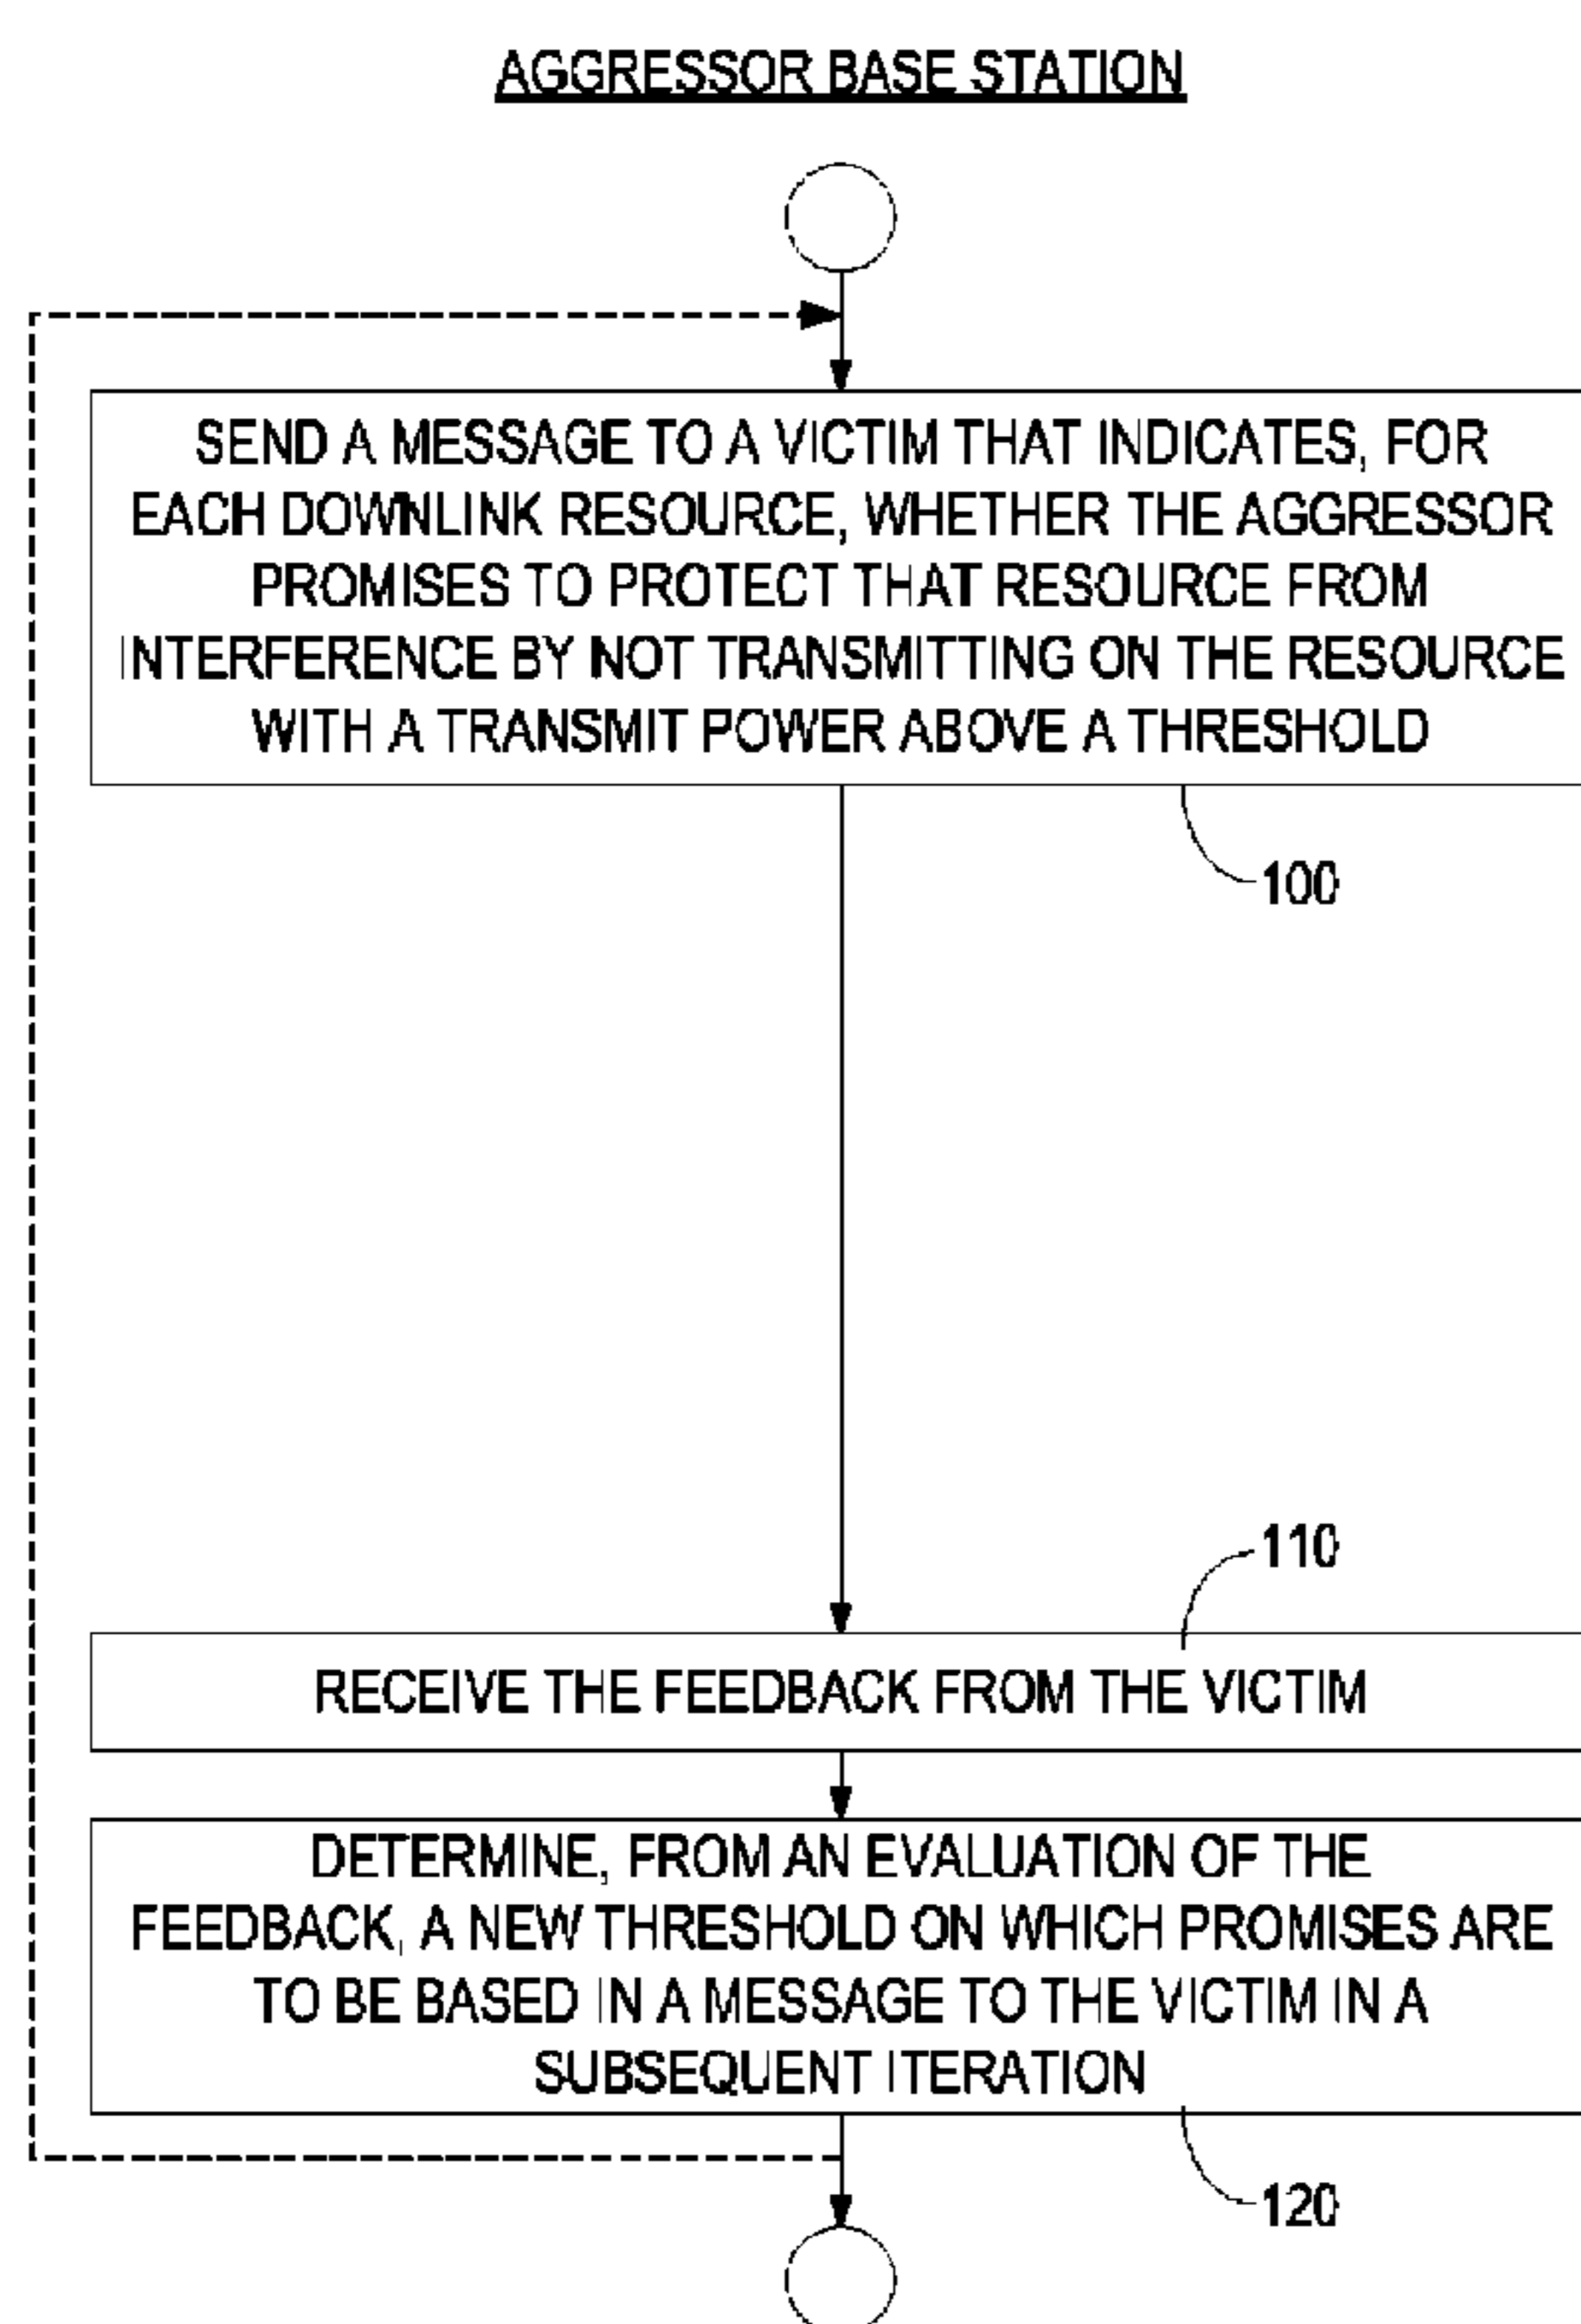 AGGRESSOR BASE STATION
SEND A MESSAGE TO A VICTIM THAT INDICATES, FOR
EACH DOWNLINK RESOURCE, WHETHER THE AGGRESSOR
PROMISES TO PROTECT THAT RESOURCE FROM
INTERFERENCE BY NOT TRANSMITTING ON THE RESOURCE
WITH A TRANSMIT POWER ABOVE A THRESHOLD
100
110
RECEIVE THE FEEDBACK FROM THE VICTIM
DETERMINE, FROM AN EVALUATION OF THE
FEEDBACK, A NEW THRESHOLD ON WHICH PROMISES ARE
TO BE BASED IN A MESSAGE TO THE VICTIM IN A
SUBSEQUENT ITERATION
120